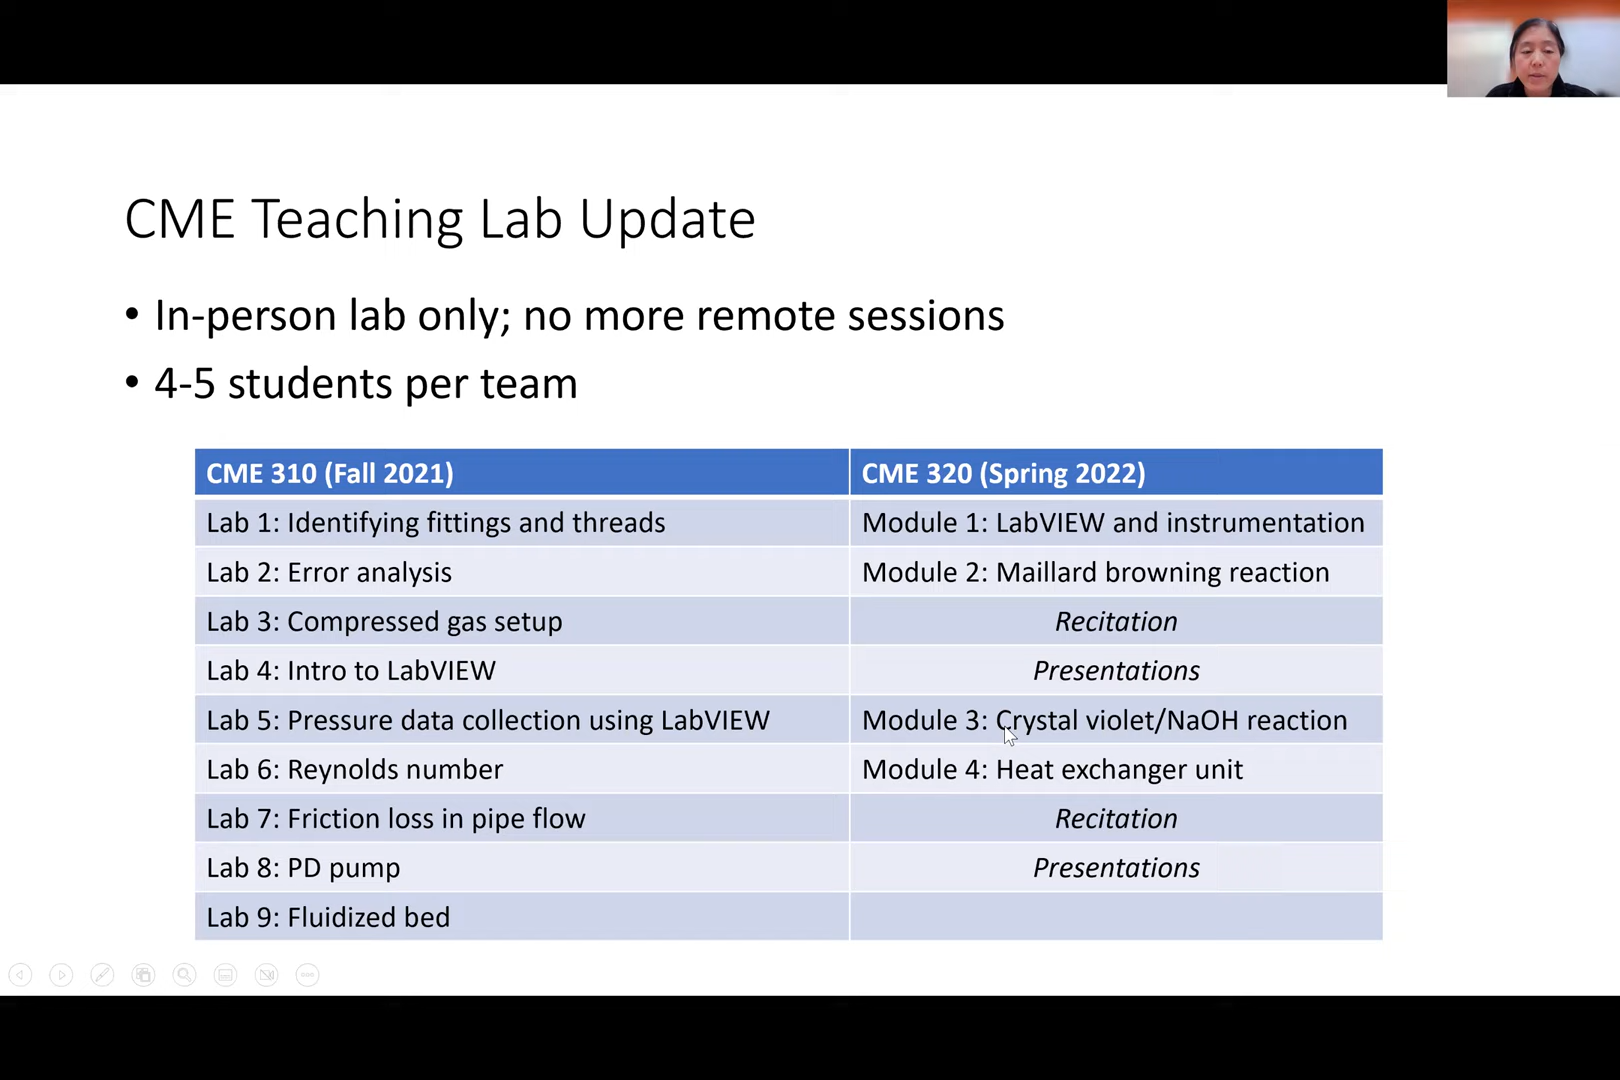 CME Teaching Lab Update
• In-person lab only; no more remote sessions
• 4-5 students per team
CME 310 (Fall 2021) CME 320 (Spring 2022)
Lab 1: Identifying fittings and threads Module 1: LabVIEW and instrumentation
Lab 2: Error analysis Module 2: Maillard browning reaction
Lab 3: Compressed gas setup Recitation
Lab 4: Intro to LabVIEW Presentations
Lab 5: Pressure data collection using LabVIEW Module 3: Crystal violet/NaOH reaction
Lab 6: Reynolds number Module 4: Heat exchanger unit
Lab 7: Friction loss in pipe flow Recitation
Lab 8: PD pump Presentations
Lab 9: Fluidized bed